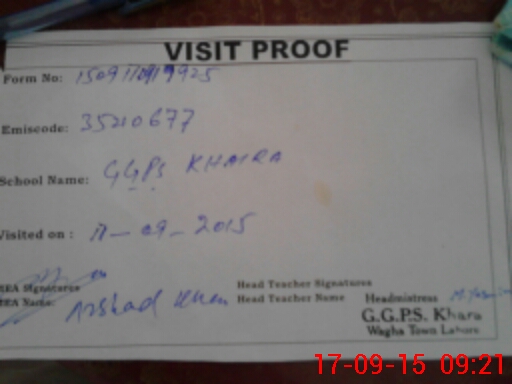 VISIT PROOF
Form No:
Emiscode: 35210677
School Name: GGPS KHAIRA
Visited on : 17-09-2015
AEA Signatures Head Teacher Signatures
Name: Arshad Khan Head Teacher Name Headmistress
G.G.P.S. Khara
Wagha Town Lahore
17-09-15 09:21